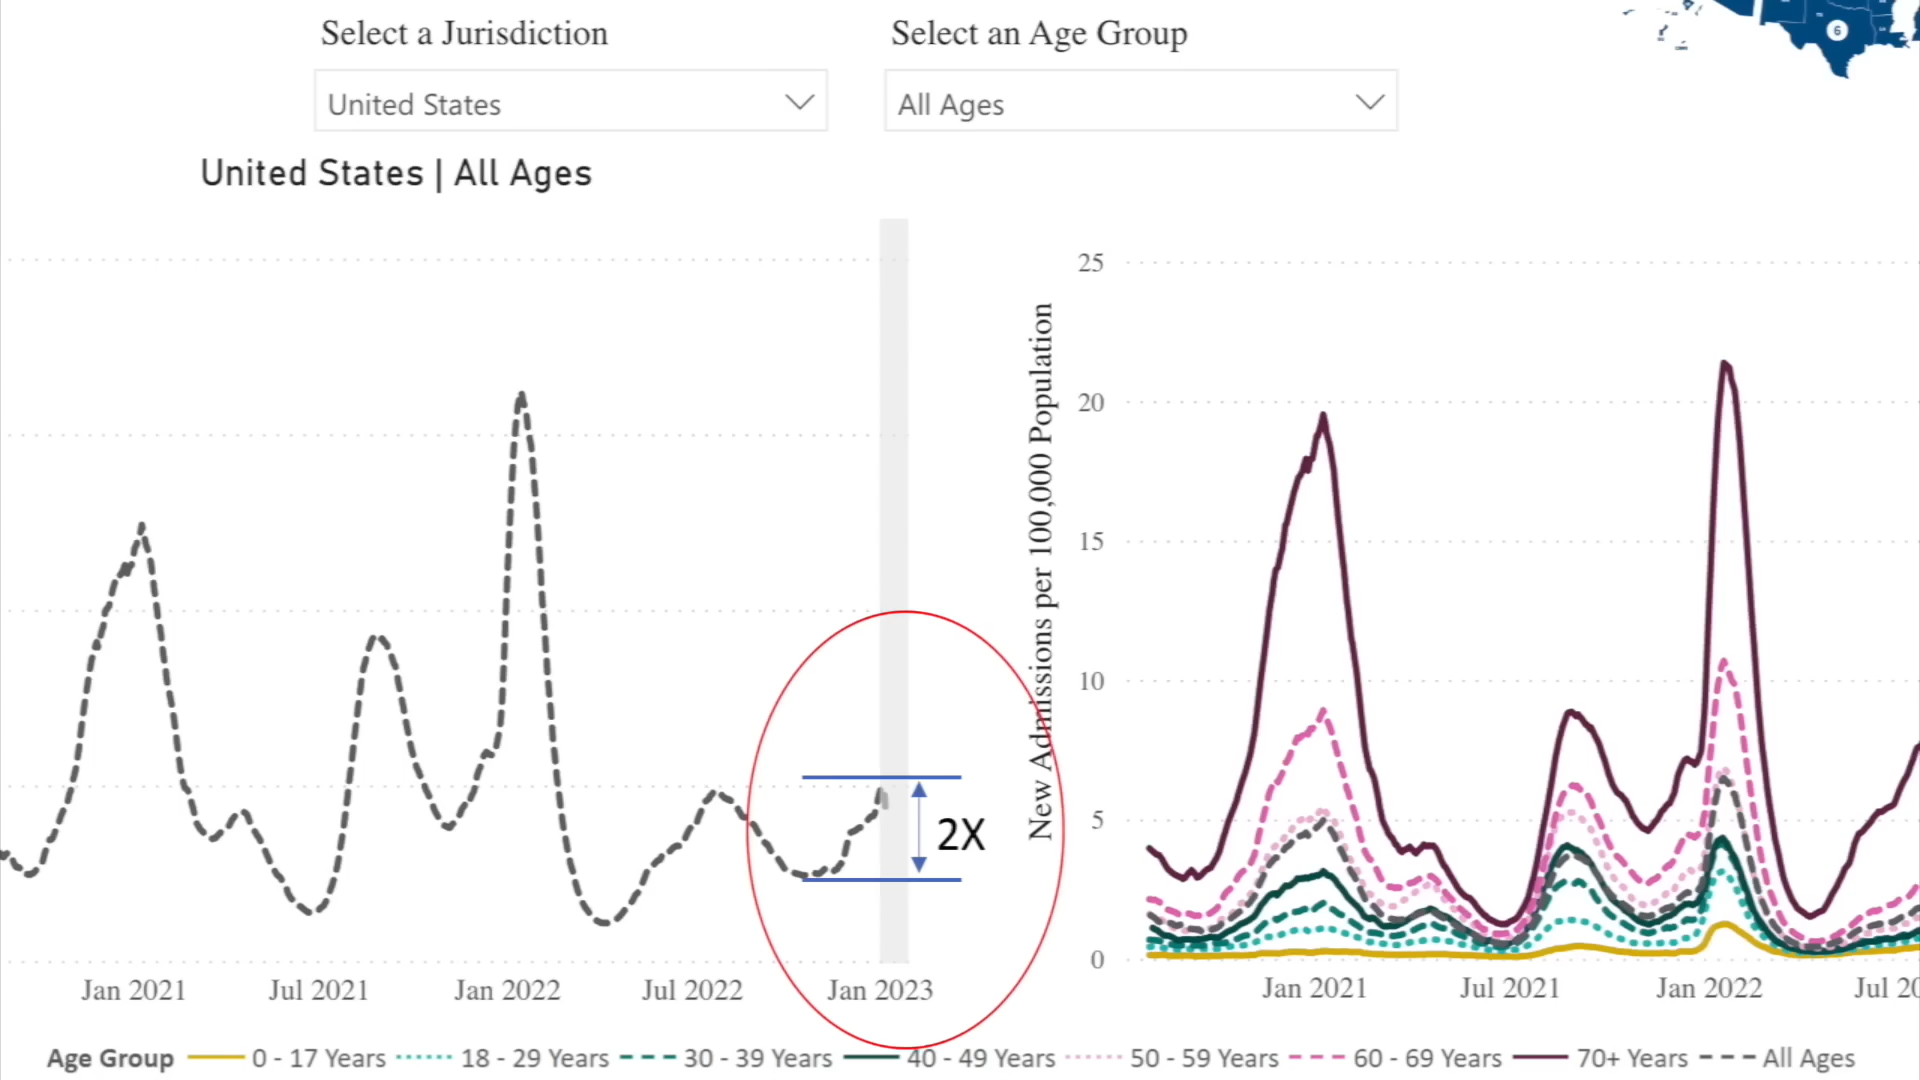 Select a Jurisdiction
Select an Age Group
6
United States
All Ages
United States | All Ages
New Admissions per 100,000 Population
25
20
15
10
5
0
2X
Jan 2021
Jul 2021
Jan 2022
Jul 2022
Jan 2023
Jan 2021
Jul 2021
Jan 2022
Jul 20
Age Group 0 - 17 Years 18 - 29 Years 30 - 39 Years 40 - 49 Years 50 - 59 Years 60 - 69 Years 70+ Years All Ages